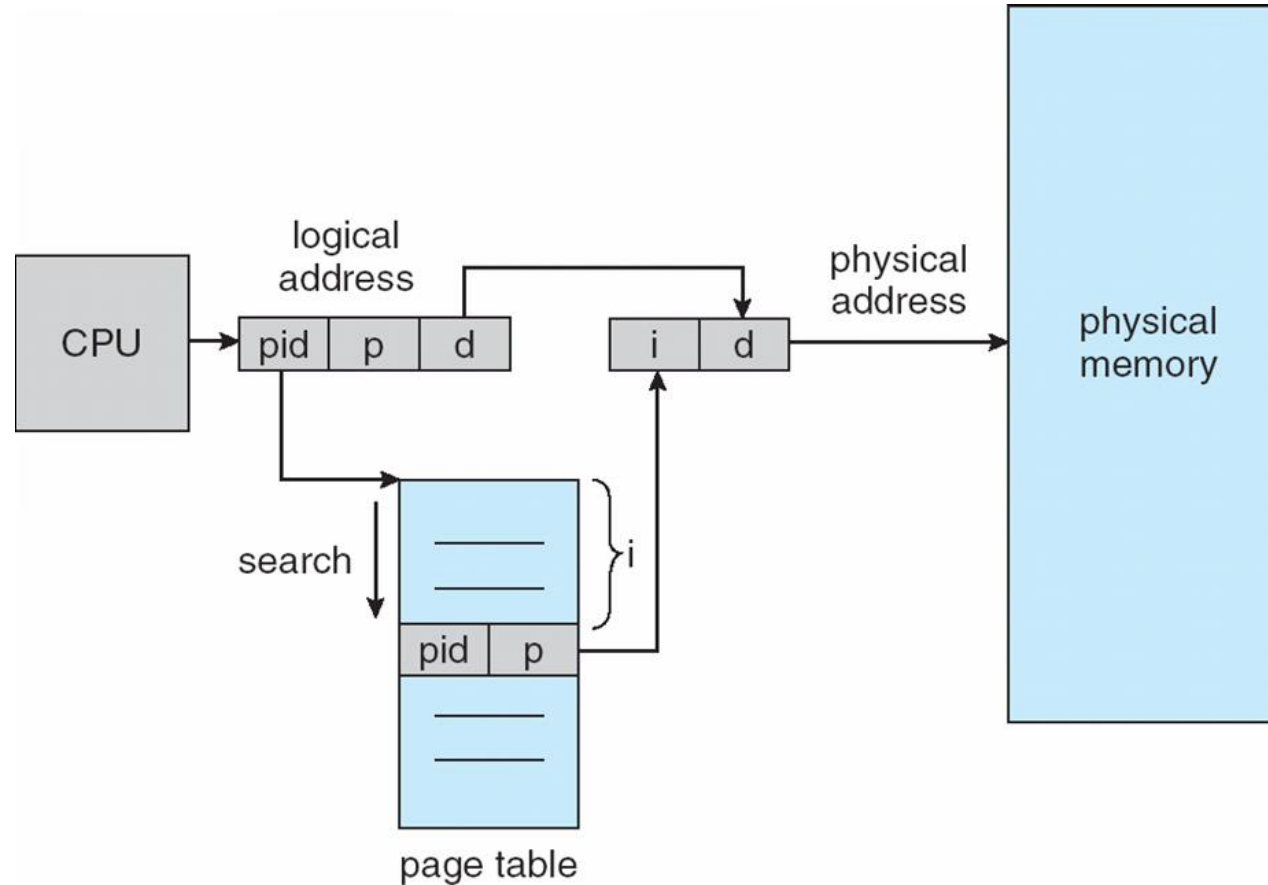 logical
address
physical
address
CPU
pid
p
d
i
d
physical
memory
search
i
pid
p
page table